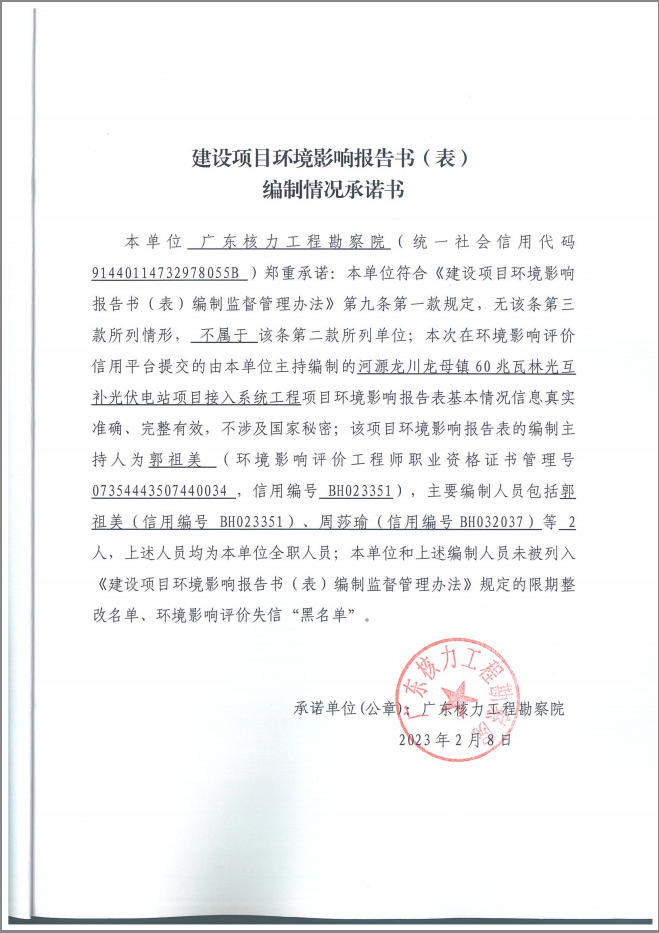 建设项目环境影响报告书（表）
编制情况承诺书
本单位 广东核力工程勘察院（统一社会信用代码
91440114732978055B ）郑重承诺：本单位符合《建设项目环境影响
报告书（表）编制监督管理办法》第九条第一款规定，无该条第三
款所列情形， 不属于 该条第二款所列单位；本次在环境影响评价
信用平台提交的由本单位主持编制的河源龙川龙母镇 60 兆瓦林光互
补光伏电站项目接入系统工程项目环境影响报告表基本情况信息真实
准确、完整有效，不涉及国家秘密；该项目环境影响报告表的编制主
持人为郭祖美 （环境影响评价工程师职业资格证书管理号
07354443507440034 ，信用编号 BH023351），主要编制人员包括郭
祖美（信用编号 BH023351）、周莎瑜（信用编号 BH032037）等 2
人，上述人员均为本单位全职人员；本单位和上述编制人员未被列入
《建设项目环境影响报告书（表）编制监督管理办法》规定的限期整
改名单、环境影响评价失信“黑名单”。
广东核力工程勘察院
承诺单位(公章)：广东核力工程勘察院
2023 年 2 月 8 日